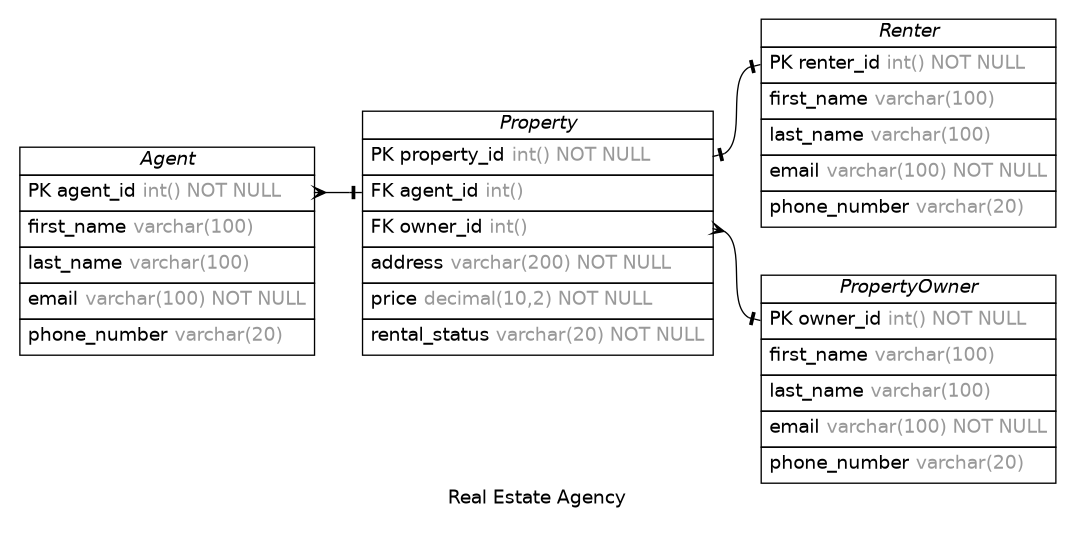 Agent
PK agent_id int() NOT NULL
first_name varchar(100)
last_name varchar(100)
email varchar(100) NOT NULL
phone_number varchar(20)
Property
PK property_id int() NOT NULL
FK agent_id int()
FK owner_id int()
address varchar(200) NOT NULL
price decimal(10,2) NOT NULL
rental_status varchar(20) NOT NULL
Renter
PK renter_id int() NOT NULL
first_name varchar(100)
last_name varchar(100)
email varchar(100) NOT NULL
phone_number varchar(20)
PropertyOwner
PK owner_id int() NOT NULL
first_name varchar(100)
last_name varchar(100)
email varchar(100) NOT NULL
phone_number varchar(20)
Real Estate Agency